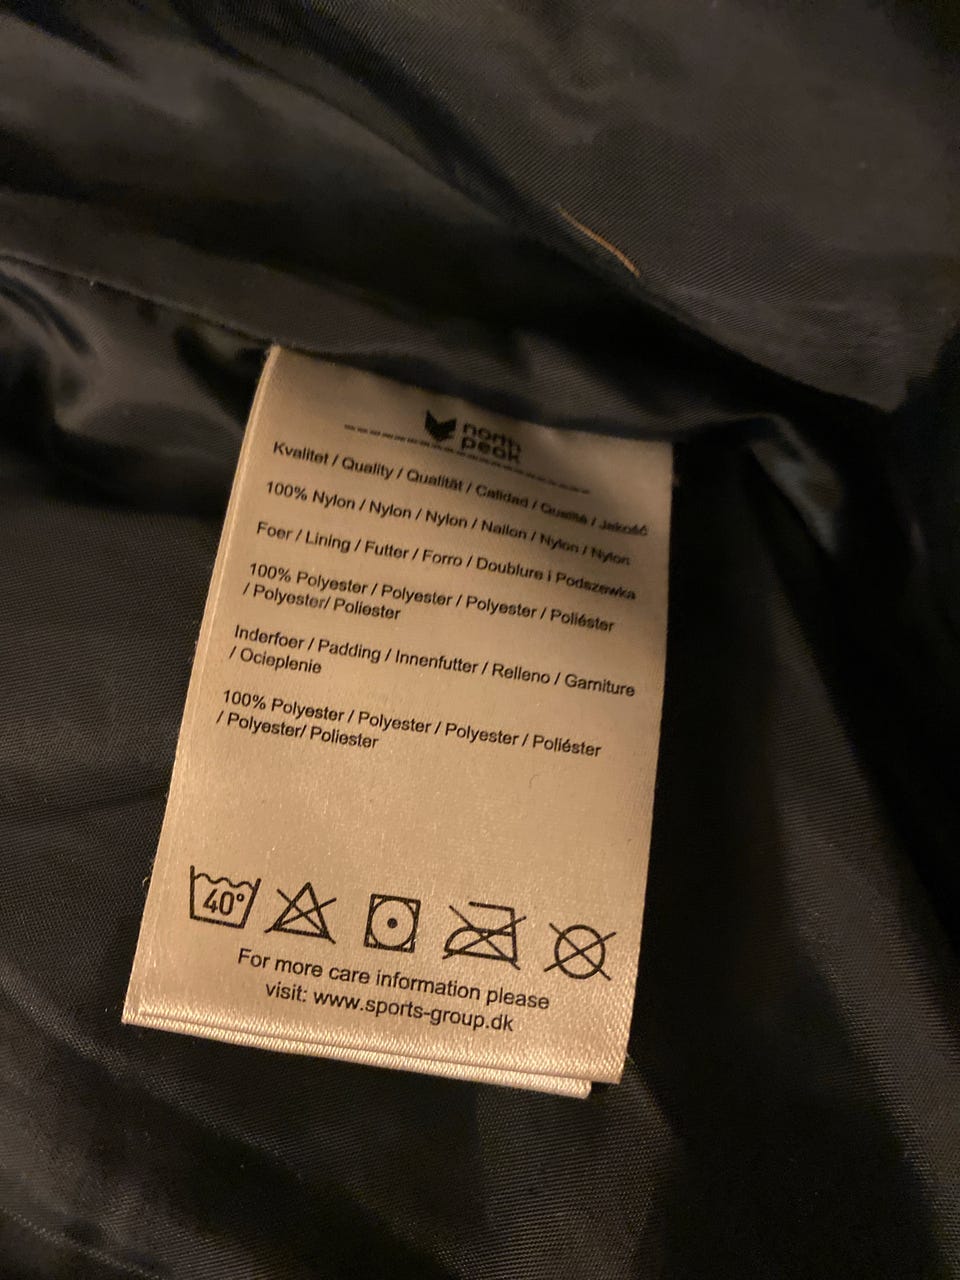 north
peak
Kvalitet / Quality / Qualität / Calidad / Qualité / Jakość
100% Nylon / Nylon / Nylon / Nailon / Nylon / Nylon
Foer / Lining / Futter / Forro / Doublure i Podszewka
100% Polyester / Polyester / Polyester / Poliéster
/ Polyester/ Poliester
Inderfoer / Padding / Innenfutter / Relleno / Garniture
/ Ocieplenie
100% Polyester / Polyester / Polyester / Poliéster
/ Polyester/ Poliester
40°
For more care information please
visit: www.sports-group.dk